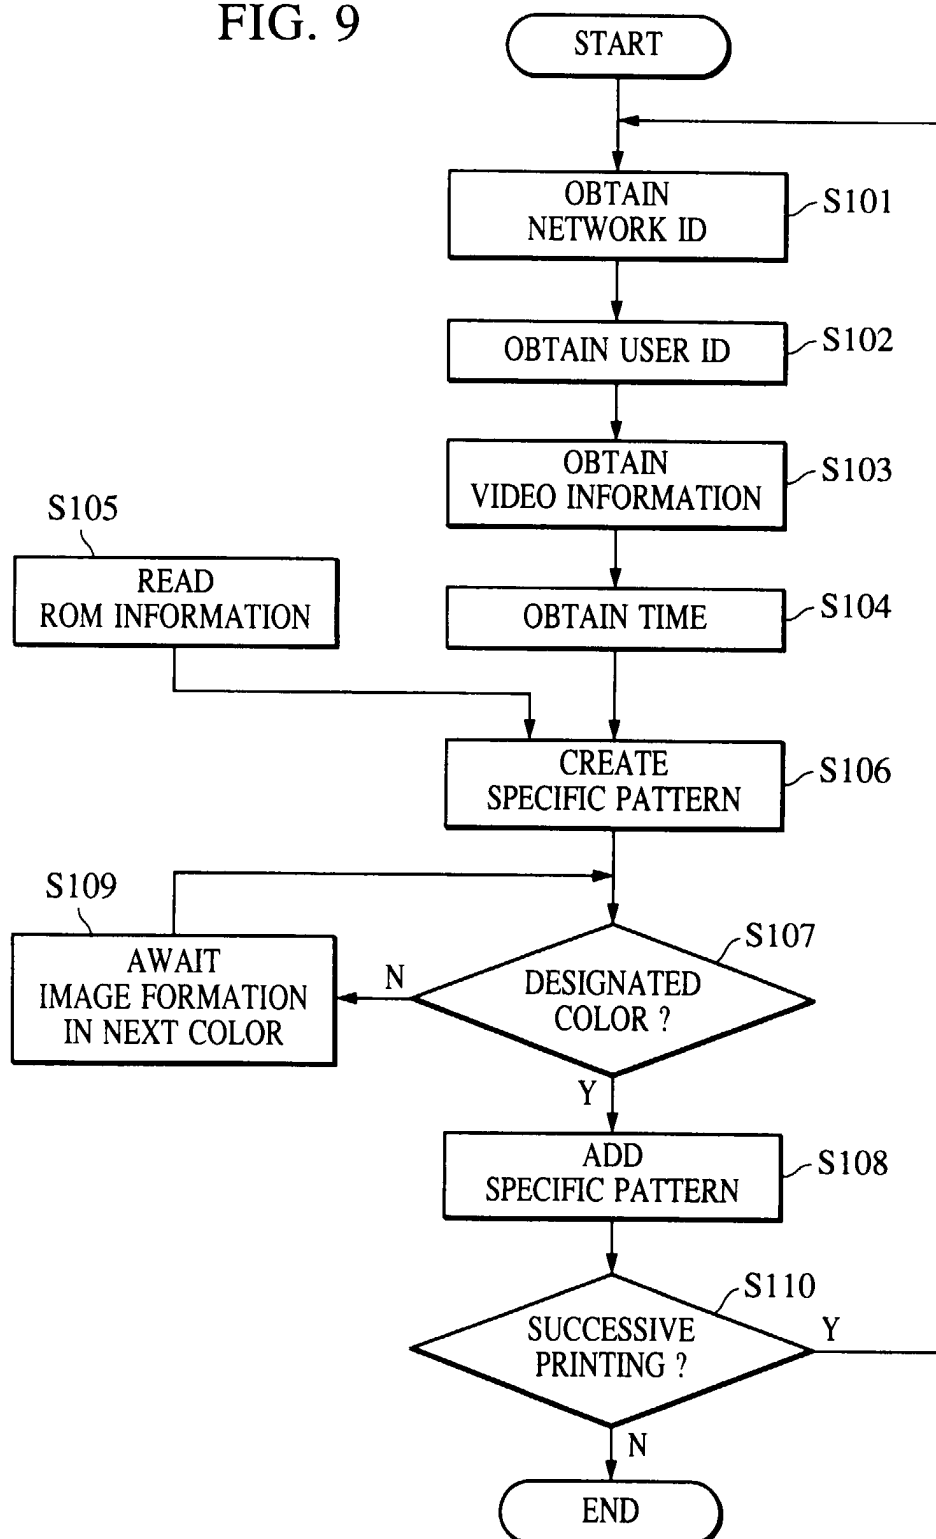 FIG. 9
START
OBTAIN
NETWORK ID
S101
OBTAIN USER ID
S102
OBTAIN
VIDEO INFORMATION
S103
S105
READ
ROM INFORMATION
OBTAIN TIME
S104
CREATE
SPECIFIC PATTERN
S106
S109
AWAIT
IMAGE FORMATION
IN NEXT COLOR
N
DESIGNATED
COLOR ?
S107
Y
ADD
SPECIFIC PATTERN
S108
SUCCESSIVE
PRINTING ?
S110
Y
N
END